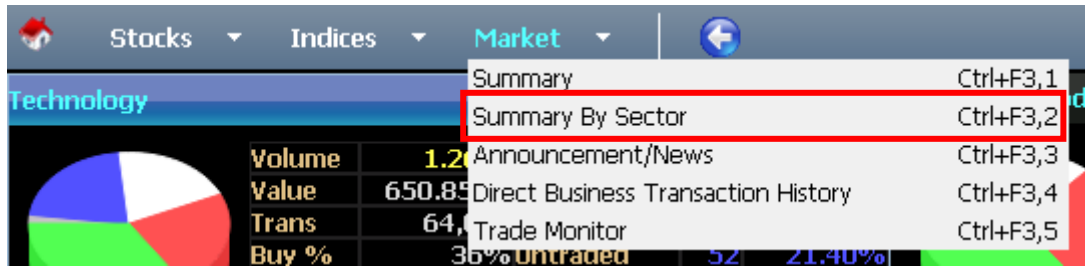 Stocks Indices Market
Technology
Summary Ctrl+F3,1
Summary By Sector Ctrl+F3,2
Announcement/News Ctrl+F3,3
Direct Business Transaction History Ctrl+F3,4
Trade Monitor Ctrl+F3,5
Volume
Value 650.85
Trans 64,
Buy % 36% Untraded 52 21.40%